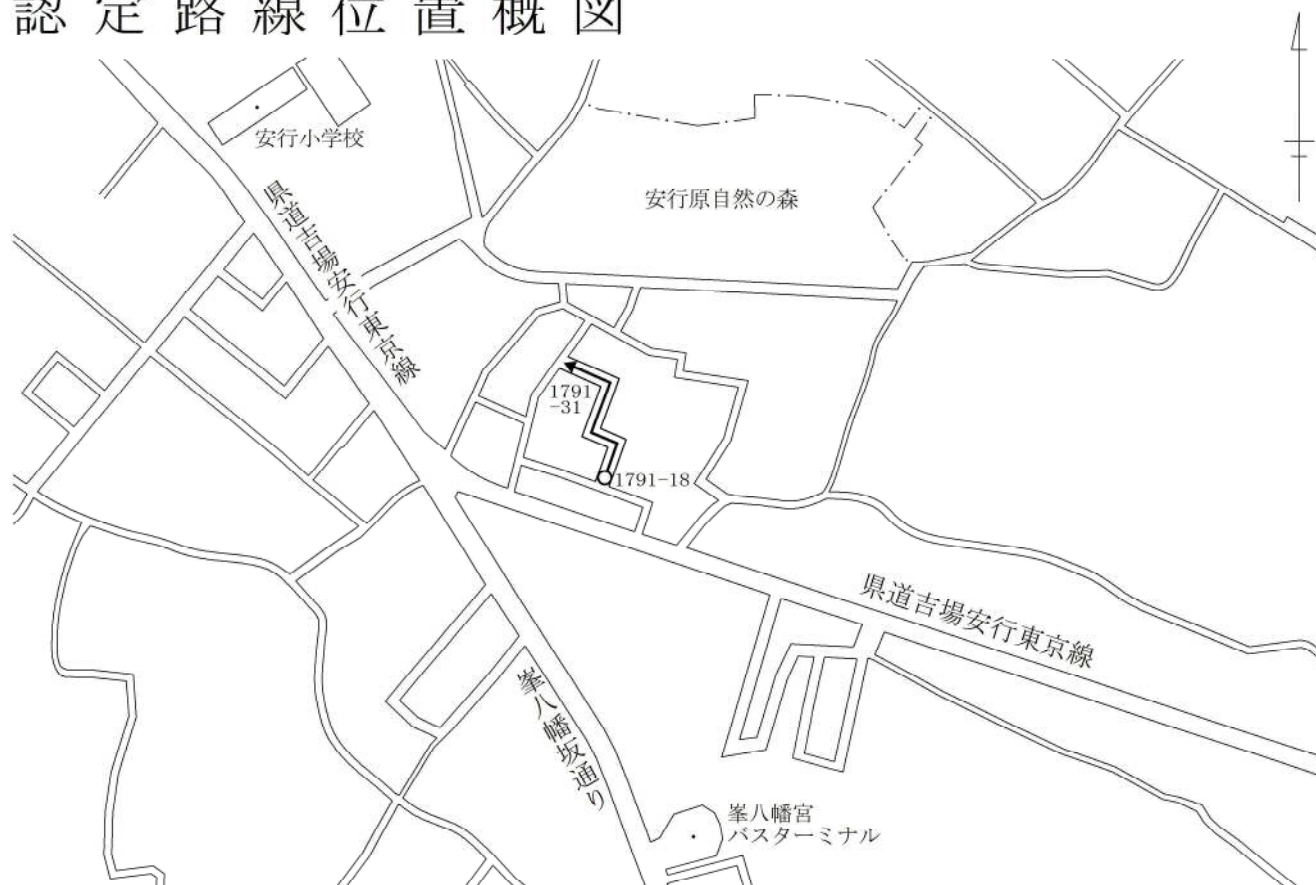 認定路線位置概図
安行小学校
県道吉場安行東京線
安行原自然の森
1791
-31
1791-18
県道吉場安行東京線
峯八幡坂通り
峯八幡宮
バスターミナル